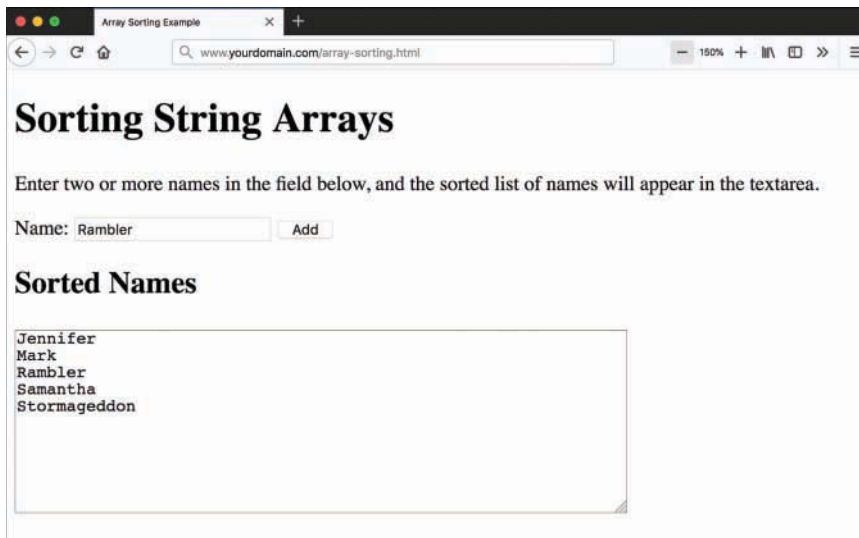 Array Sorting Example
www.yourdomain.com/array-sorting.html
150%
Sorting String Arrays
Enter two or more names in the field below, and the sorted list of names will appear in the textarea.
Name: Rambler Add
Sorted Names
Jennifer
Mark
Rambler
Samantha
Stormageddon